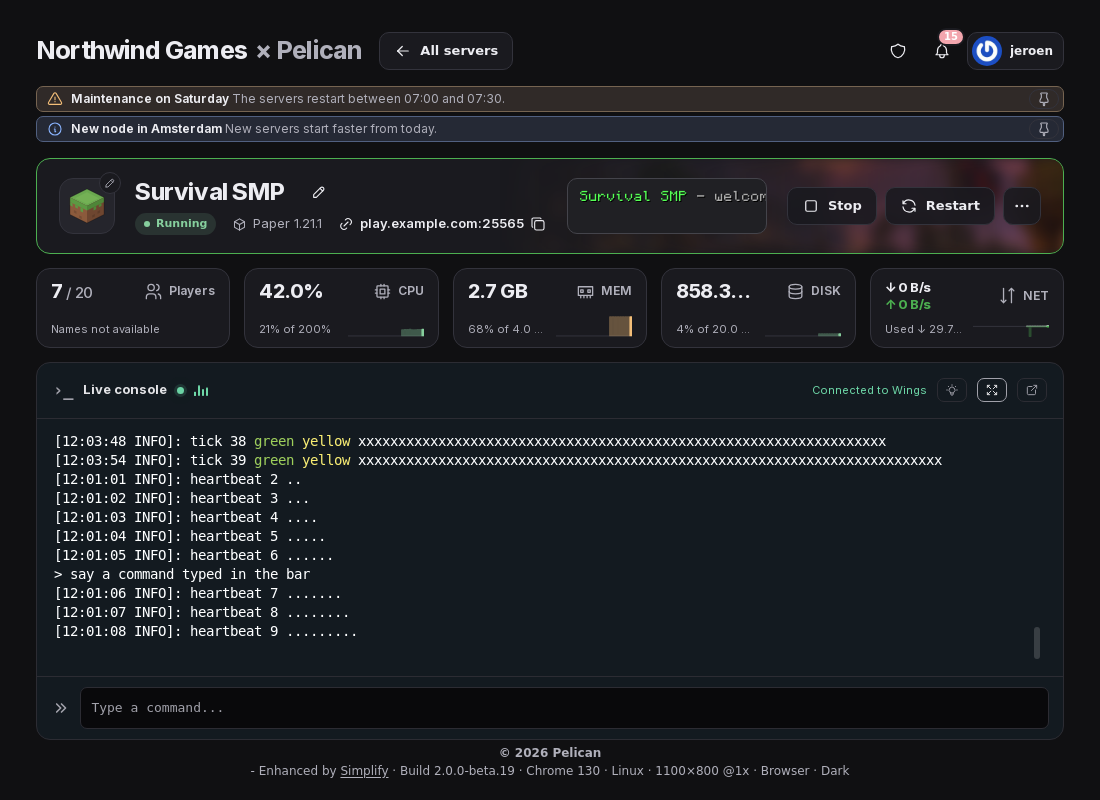 Northwind Games × Pelican
All servers
15
jeroen
Maintenance on Saturday The servers restart between 07:00 and 07:30.
New node in Amsterdam New servers start faster from today.
Survival SMP
Running
Paper 1.21.1
play.example.com:25565
Survival SMP - welcom
Stop
Restart
7 / 20
Players
Names not available
42.0%
CPU
21% of 200%
2.7 GB
MEM
68% of 4.0 ...
858.3...
DISK
4% of 20.0 ...
↓ 0 B/s
↑ 0 B/s
NET
Used ↓ 29.7...
Live console
Connected to Wings
[12:03:48 INFO]: tick 38 green yellow xxxxxxxxxxxxxxxxxxxxxxxxxxxxxxxxxxxxxxxxxxxxxxxxxxxxxxxxxxxxxxxxxx
[12:03:54 INFO]: tick 39 green yellow xxxxxxxxxxxxxxxxxxxxxxxxxxxxxxxxxxxxxxxxxxxxxxxxxxxxxxxxxxxxxxxxxxxxxxxxx
[12:01:01 INFO]: heartbeat 2 ..
[12:01:02 INFO]: heartbeat 3 ...
[12:01:03 INFO]: heartbeat 4 ....
[12:01:04 INFO]: heartbeat 5 .....
[12:01:05 INFO]: heartbeat 6 ......
> say a command typed in the bar
[12:01:06 INFO]: heartbeat 7 .......
[12:01:07 INFO]: heartbeat 8 ........
[12:01:08 INFO]: heartbeat 9 .........
Type a command...
© 2026 Pelican
- Enhanced by Simplify · Build 2.0.0-beta.19 · Chrome 130 · Linux · 1100×800 @1x · Browser · Dark